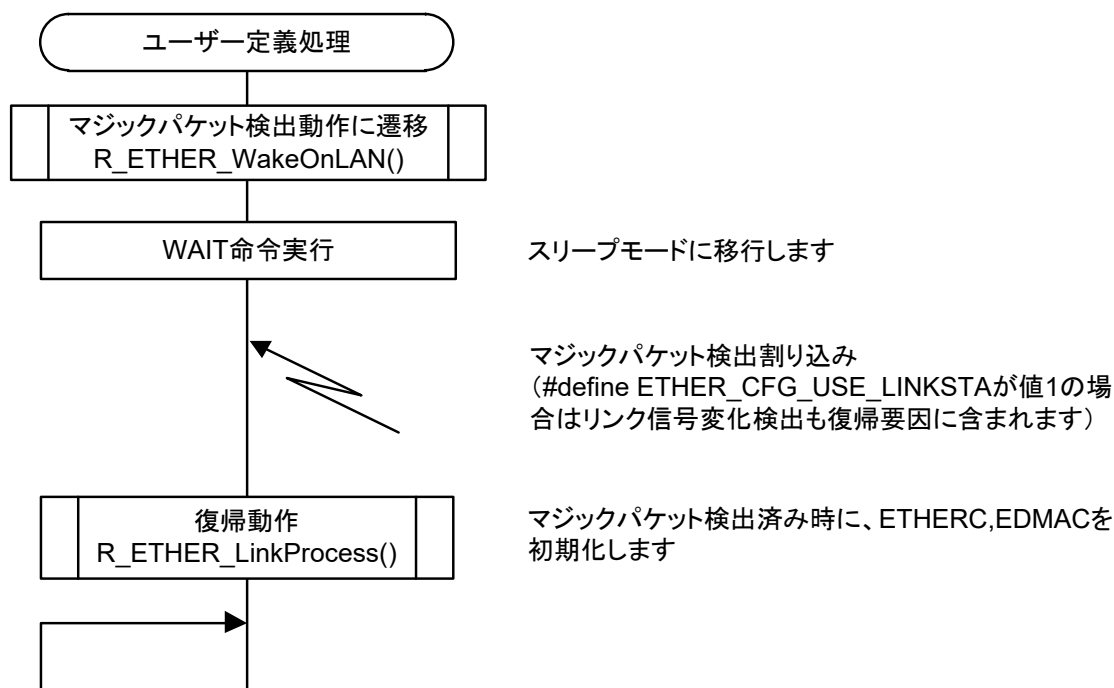 ユーザー定義処理
マジックパケット検出動作に遷移
R_ETHER_WakeOnLAN()
WAIT命令実行
スリープモードに移行します
マジックパケット検出割り込み
（#define ETHER_CFG_USE_LINKSTAが値1の場
合はリンク信号変化検出も復帰要因に含まれます）
復帰動作
R_ETHER_LinkProcess()
マジックパケット検出済み時に、ETHERC,EDMACを
初期化します